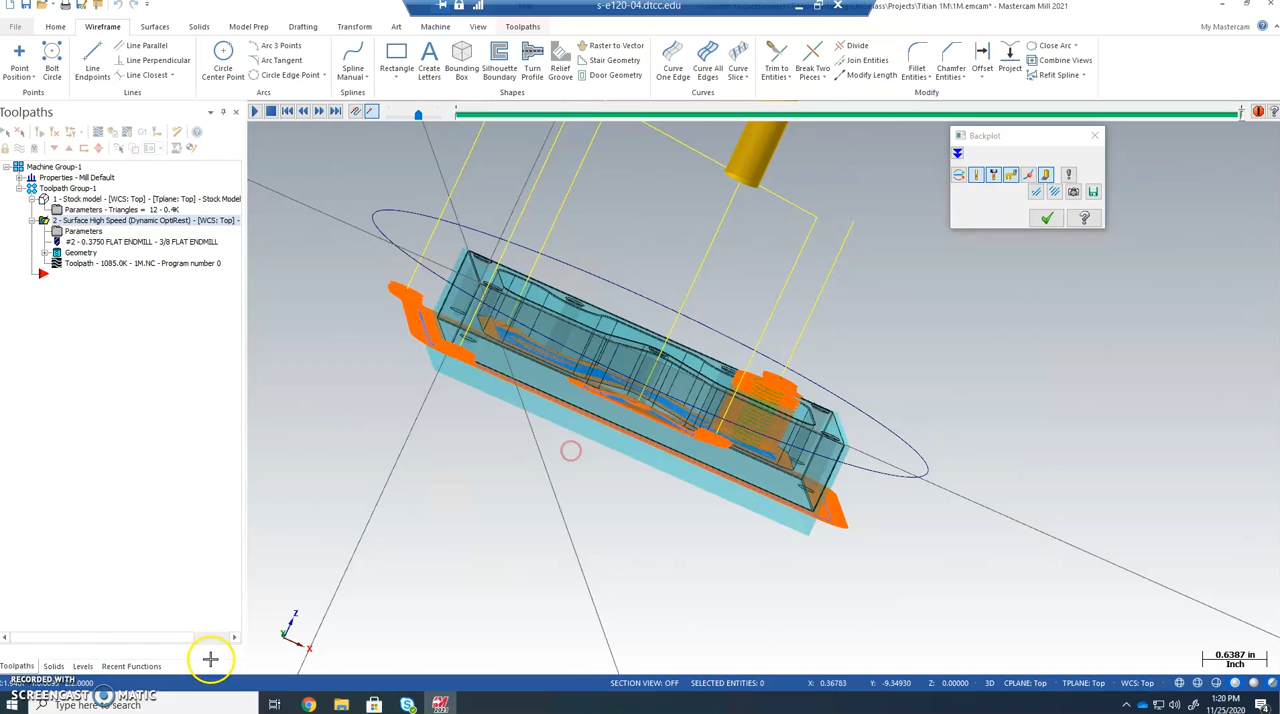 s-e120-04.dtcc.edu
lass\Projects\Titian 1M\1M.emcam* - Mastercam Mill 2021
File Home Wireframe Surfaces Solids Model Prep Drafting Transform Art Machine View Toolpaths My Mastercam
Point Position Bolt Circle Line Endpoints Line Parallel Line Perpendicular Line Closest Circle Center Point Arc 3 Points Arc Tangent Circle Edge Point Spline Manual Rectangle Create Letters Bounding Box Silhouette Boundary Turn Profile Relief Groove Raster to Vector Stair Geometry Door Geometry Curve One Edge Curve All Edges Curve Slice Trim to Entities Break Two Pieces Divide Join Entities Modify Length Fillet Entities Chamfer Entities Offset Project Close Arc Combine Views Refit Spline
Points Lines Arcs Splines Shapes Curves Modify
Toolpaths
Backplot
G1
Machine Group-1
Properties - Mill Default
Toolpath Group-1
1 - Stock model - [WCS: Top] - [Tplane: Top] - Stock Model
Parameters - Triangles = 12 - 0.4K
2 - Surface High Speed (Dynamic OptiRest) - [WCS: Top] -
Parameters
#2 - 0.3750 FLAT ENDMILL - 3/8 FLAT ENDMILL
Geometry
Toolpath - 1085.0K - 1M.NC - Program number 0
Z
X
0.6387 in
Inch
Toolpaths Solids Levels Recent Functions
SECTION VIEW: OFF SELECTED ENTITIES: 0 X: 0.36783 Y: -9.34930 Z: 0.00000 3D CPLANE: Top TPLANE: Top WCS: Top
RECORDED WITH
SCREENCAST MATIC
Type here to search
1:20 PM
11/25/2020